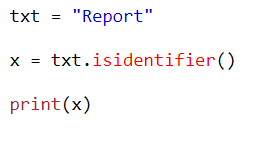 txt = "Report"
x = txt.isidentifier()
print(x)